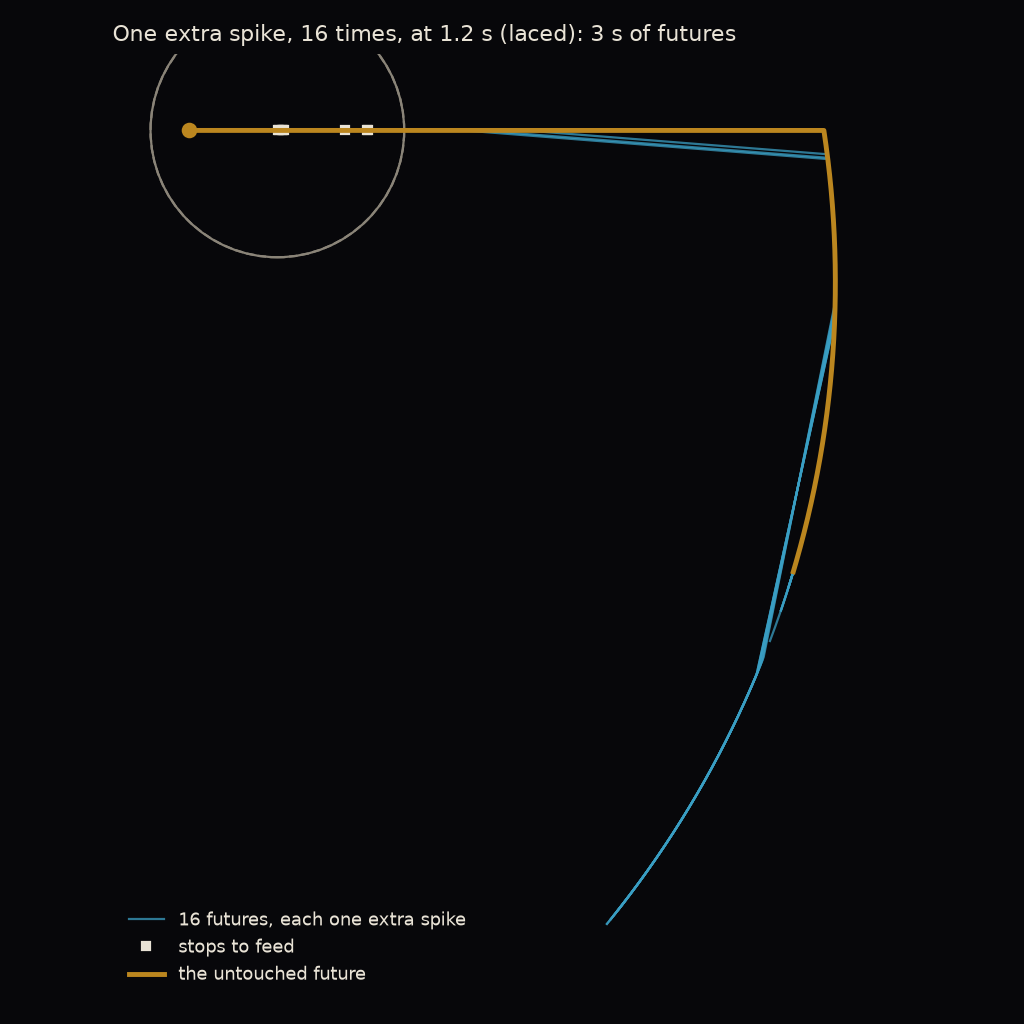 One extra spike, 16 times, at 1.2 s (laced): 3 s of futures
16 futures, each one extra spike
stops to feed
the untouched future